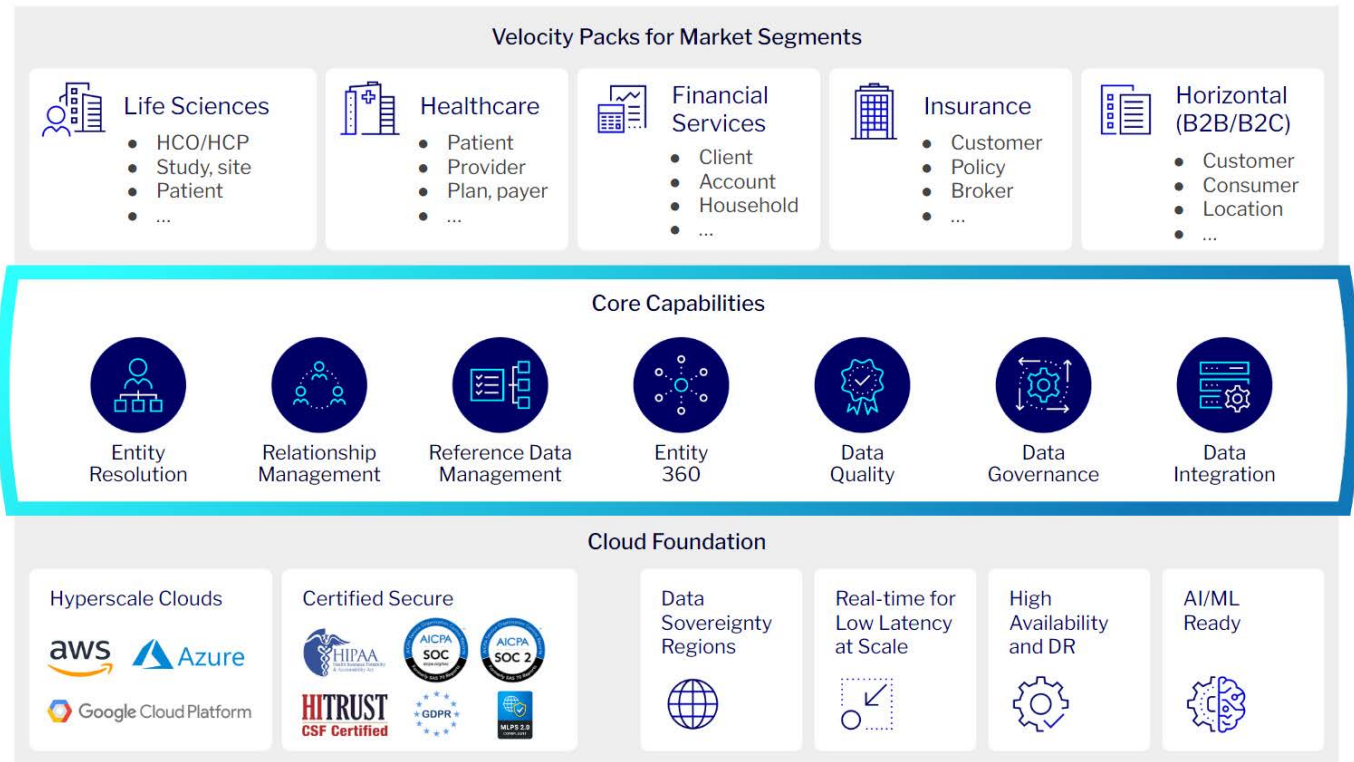 Velocity Packs for Market Segments
Life Sciences
● HCO/HCP
● Study, site
● Patient
● ...
Healthcare
● Patient
● Provider
● Plan, payer
● ...
Financial
Services
● Client
● Account
● Household
● ...
Insurance
● Customer
● Policy
● Broker
● ...
Horizontal
(B2B/B2C)
● Customer
● Consumer
● Location
● ...
Core Capabilities
Entity
Resolution
Relationship
Management
Reference Data
Management
Entity
360
Data
Quality
Data
Governance
Data
Integration
Cloud Foundation
Hyperscale Clouds
aws
Azure
Google Cloud Platform
Certified Secure
HIPAA
AICPA
SOC
AICPA
SOC 2
HITRUST
CSF Certified
GDPR
MLPS 2.0
Data
Sovereignty
Regions
Real-time for
Low Latency
at Scale
High
Availability
and DR
AI/ML
Ready